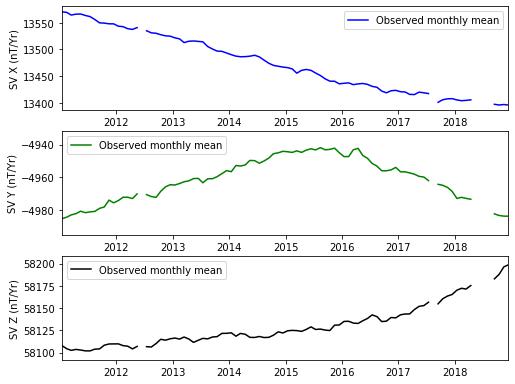 SV X (nT/Yr)
13550
13500
13450
13400
Observed monthly mean
2012 2013 2014 2015 2016 2017 2018
SV Y (nT/Yr)
−4940
−4960
−4980
Observed monthly mean
2012 2013 2014 2015 2016 2017 2018
SV Z (nT/Yr)
58200
58175
58150
58125
58100
Observed monthly mean
2012 2013 2014 2015 2016 2017 2018